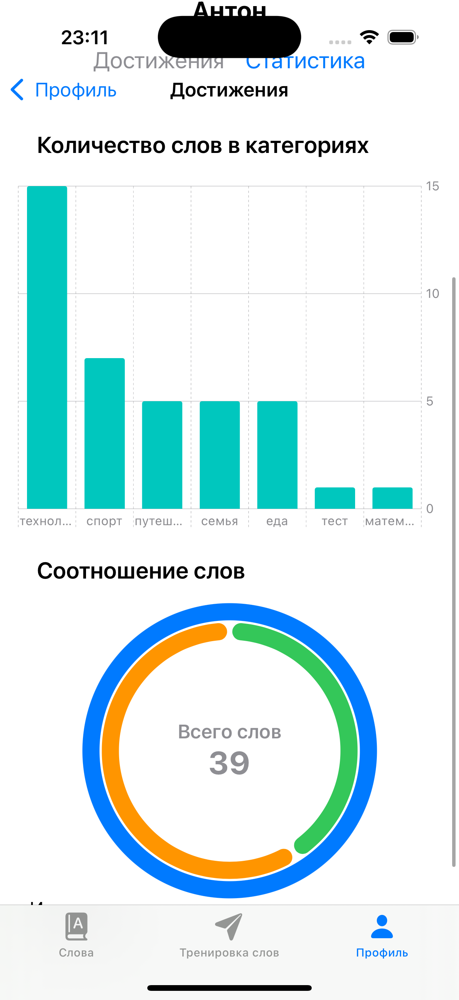 Антон
23:11
Достижения Статистика
Профиль Достижения
Количество слов в категориях
15
10
5
0
технол... спорт путеш... семья еда тест матем...
Соотношение слов
Всего слов
39
Слова Тренировка слов Профиль